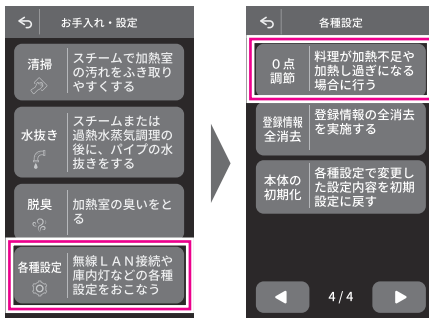 お手入れ・設定
清掃
スチームで加熱室
の汚れをふき取り
やすくする
水抜き
スチームまたは
過熱水蒸気調理の
後に、パイプの水
抜きをする
脱臭
加熱室の臭いをと
る
各種設定
無線LAN接続や
庫内灯などの各種
設定をおこなう
各種設定
0点
調節
料理が加熱不足や
加熱し過ぎになる
場合に行う
登録情報
全消去
登録情報の全消去
を実施する
本体の
初期化
各種設定で変更し
た設定内容を初期
設定に戻す
4/4